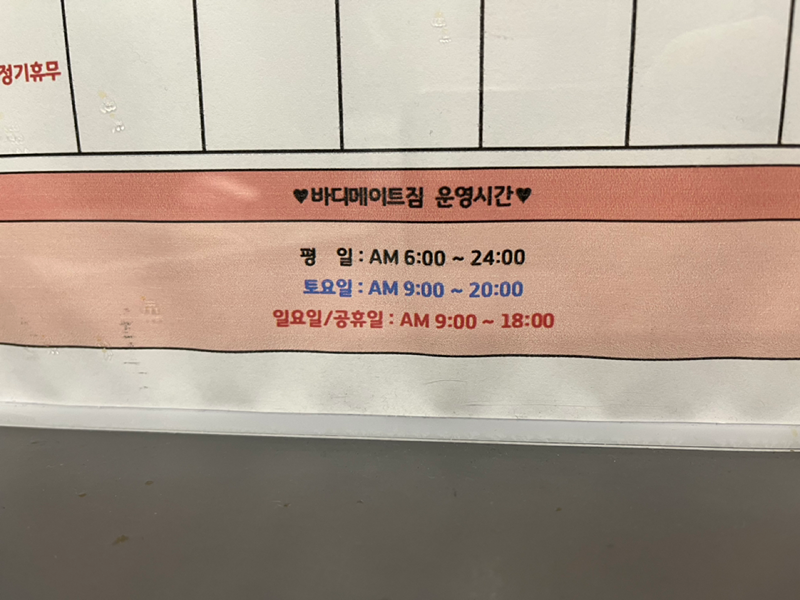 정기휴무
♥바디메이트짐 운영시간♥
평 일 : AM 6:00 ~ 24:00
토요일 : AM 9:00 ~ 20:00
일요일/공휴일 : AM 9:00 ~ 18:00